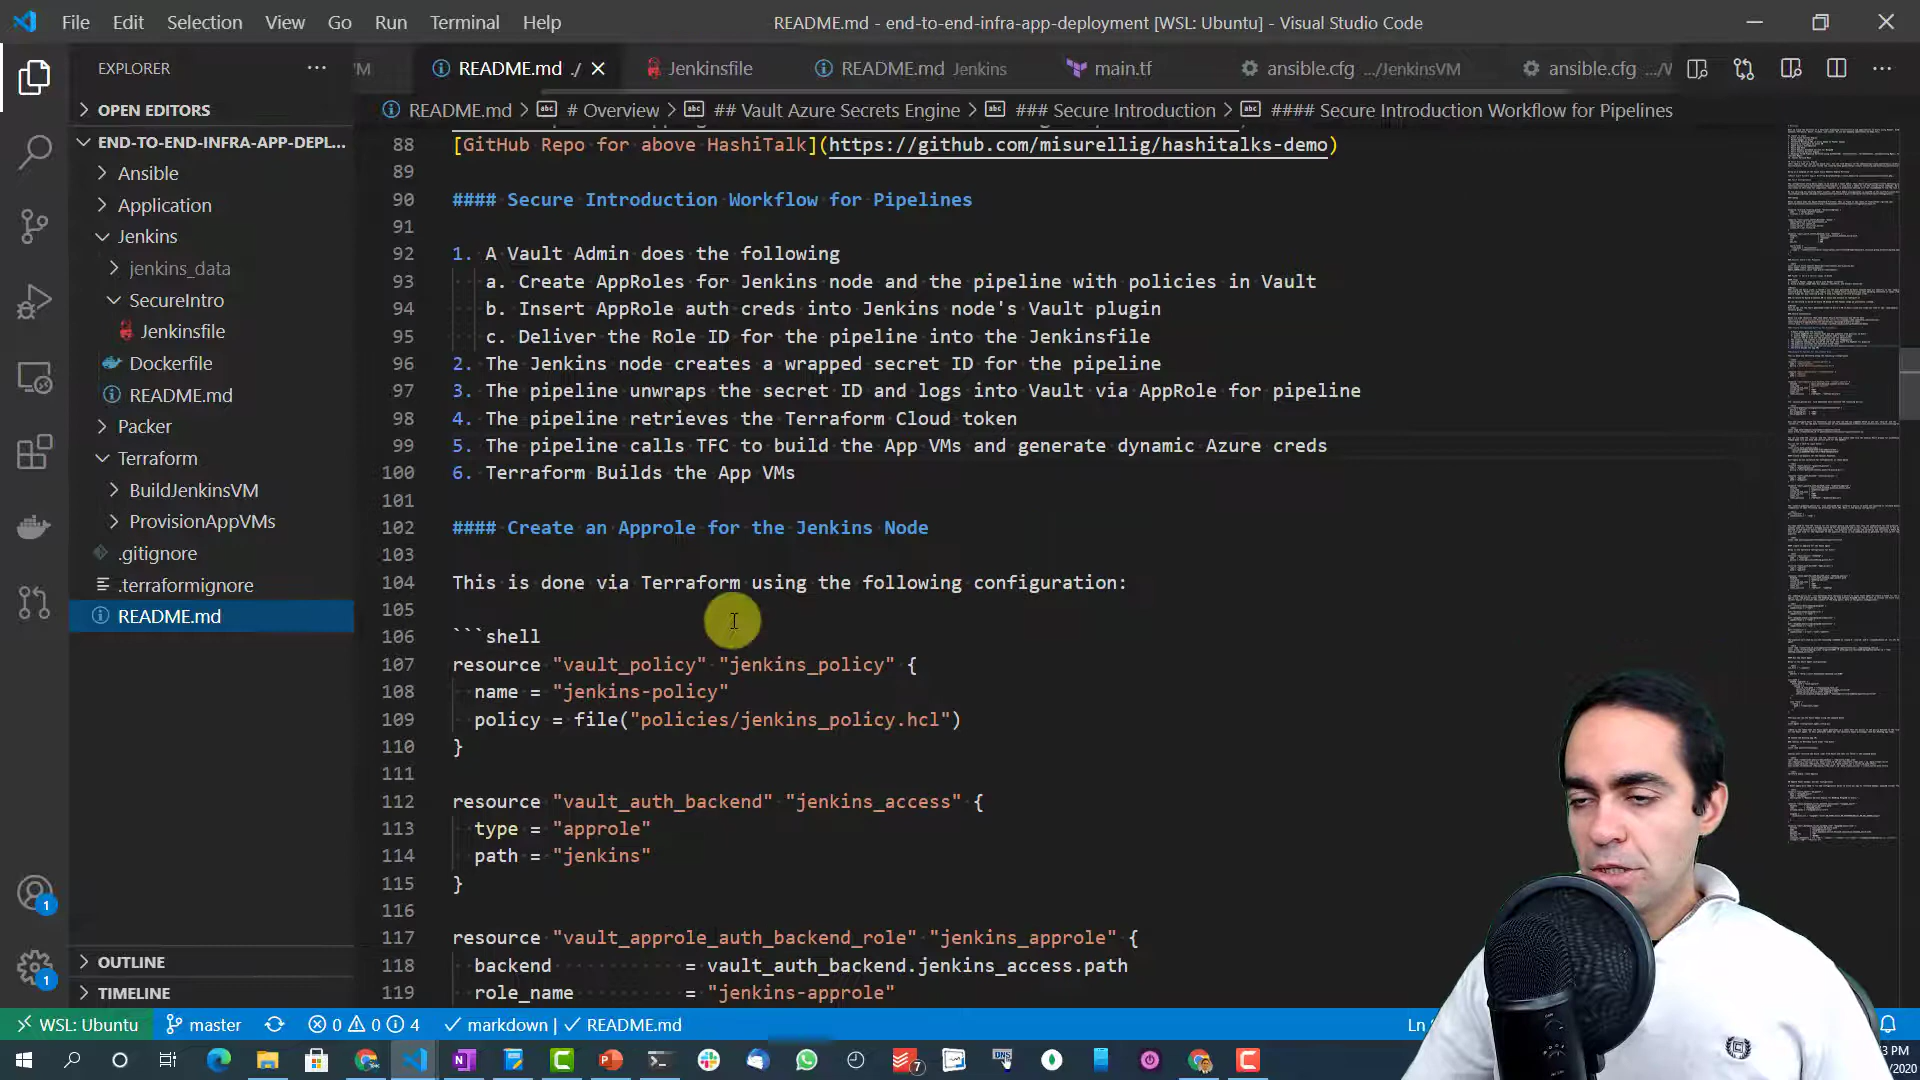 File Edit Selection View Go Run Terminal Help
README.md - end-to-end-infra-app-deployment [WSL: Ubuntu] - Visual Studio Code
EXPLORER
OPEN EDITORS
END-TO-END-INFRA-APP-DEPL...
Ansible
Application
Jenkins
jenkins_data
SecureIntro
Jenkinsfile
Dockerfile
README.md
Packer
Terraform
BuildJenkinsVM
ProvisionAppVMs
.gitignore
.terraformignore
README.md
OUTLINE
TIMELINE
1
1
README.md ./ Jenkinsfile README.md Jenkins main.tf ansible.cfg .../JenkinsVM ansible.cfg .../V
README.md > # Overview > ## Vault Azure Secrets Engine > ### Secure Introduction > #### Secure Introduction Workflow for Pipelines
88 [GitHub Repo for above HashiTalk](https://github.com/misurellig/hashitalks-demo)
89
90 #### Secure Introduction Workflow for Pipelines
91
92 1. A Vault Admin does the following
93 a. Create AppRoles for Jenkins node and the pipeline with policies in Vault
94 b. Insert AppRole auth creds into Jenkins node's Vault plugin
95 c. Deliver the Role ID for the pipeline into the Jenkinsfile
96 2. The Jenkins node creates a wrapped secret ID for the pipeline
97 3. The pipeline unwraps the secret ID and logs into Vault via AppRole for pipeline
98 4. The pipeline retrieves the Terraform Cloud token
99 5. The pipeline calls TFC to build the App VMs and generate dynamic Azure creds
100 6. Terraform Builds the App VMs
101
102 #### Create an Approle for the Jenkins Node
103
104 This is done via Terraform using the following configuration:
105
106 ```shell
107 resource "vault_policy" "jenkins_policy" {
108 name = "jenkins-policy"
109 policy = file("policies/jenkins_policy.hcl")
110 }
111
112 resource "vault_auth_backend" "jenkins_access" {
113 type = "approle"
114 path = "jenkins"
115 }
116
117 resource "vault_approle_auth_backend_role" "jenkins_approle" {
118 backend = vault_auth_backend.jenkins_access.path
119 role_name = "jenkins-approle"
WSL: Ubuntu master 0 0 4 markdown | README.md Ln
7
3 PM
2020